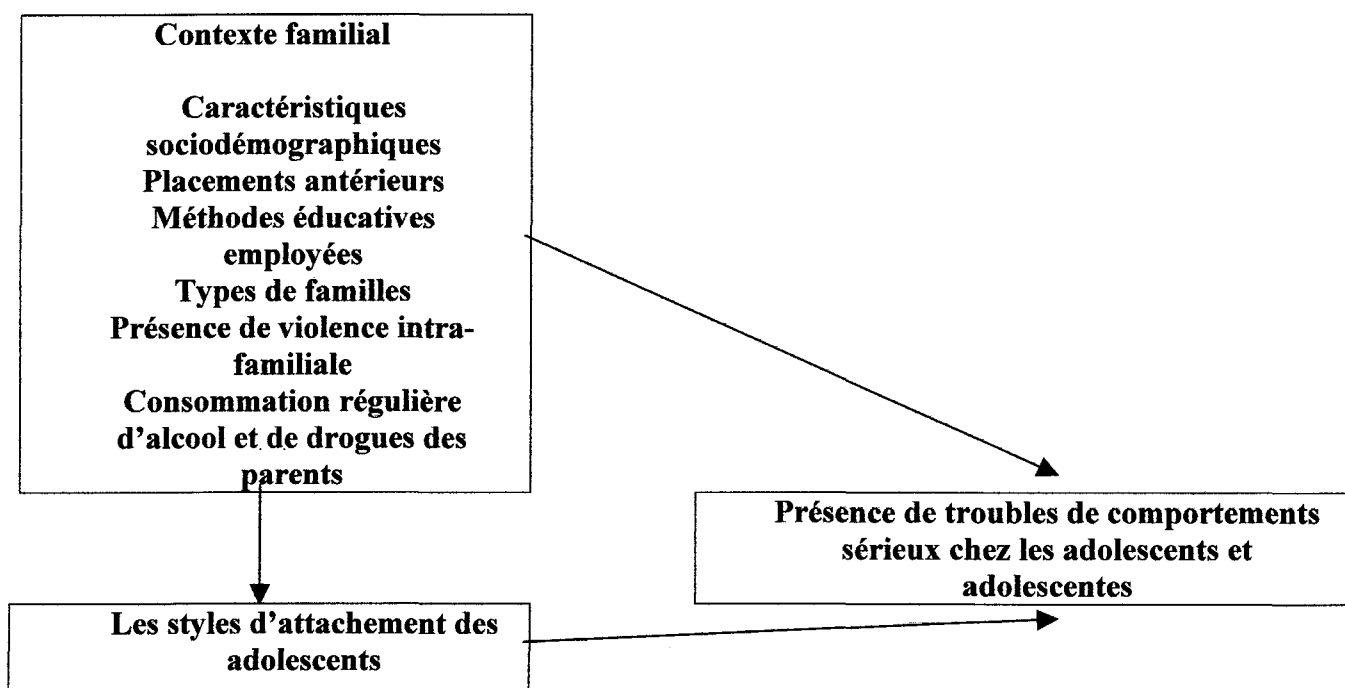 Contexte familial
Caractéristiques
sociodémographiques
Placements antérieurs
Méthodes éducatives
employées
Types de familles
Présence de violence intra-
familiale
Consommation régulière
d'alcool et de drogues des
parents
Présence de troubles de comportements
sérieux chez les adolescents et
adolescentes
Les styles d'attachement des
adolescents